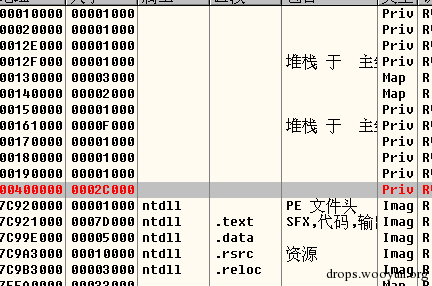 00010000 00001000 Priv R
00020000 00001000 Priv R
0012E000 00001000 Priv R
0012F000 00001000 堆栈 于 主 Priv R
00130000 00003000 Map R
00140000 00002000 Map R
00150000 00001000 Priv R
00161000 0000F000 堆栈 于 主 Priv R
00170000 00001000 Priv R
00180000 00001000 Priv R
00190000 00001000 Priv R
00400000 0002C000 Priv R
7C920000 00001000 ntdll PE 文件头 Imag R
7C921000 0007D000 ntdll .text SFX,代码,输出 Imag R
7C99E000 00005000 ntdll .data Imag R
7C9A3000 00010000 ntdll .rsrc 资源 Imag R
7C9B3000 00003000 ntdll .reloc Imag R
drops.wooyun.org